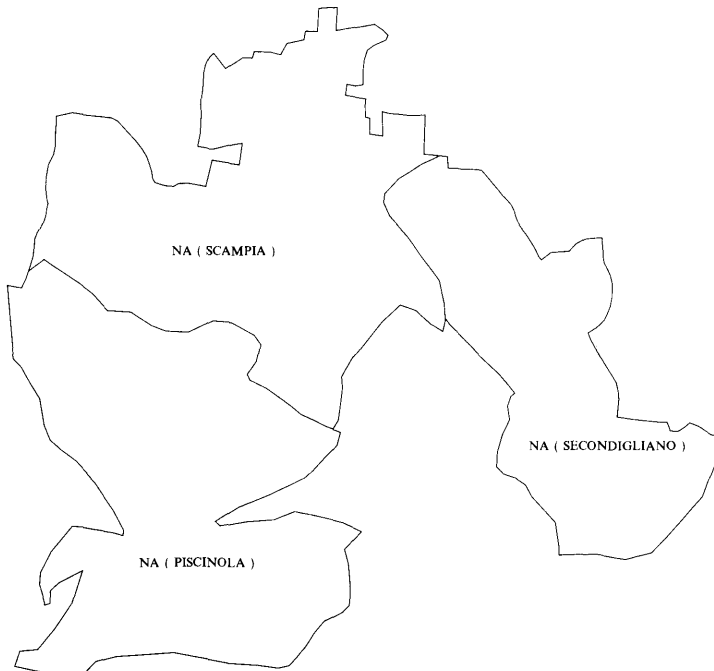 NA ( SCAMPIA )
NA ( SECONDIGLIANO )
NA ( PISCINOLA )